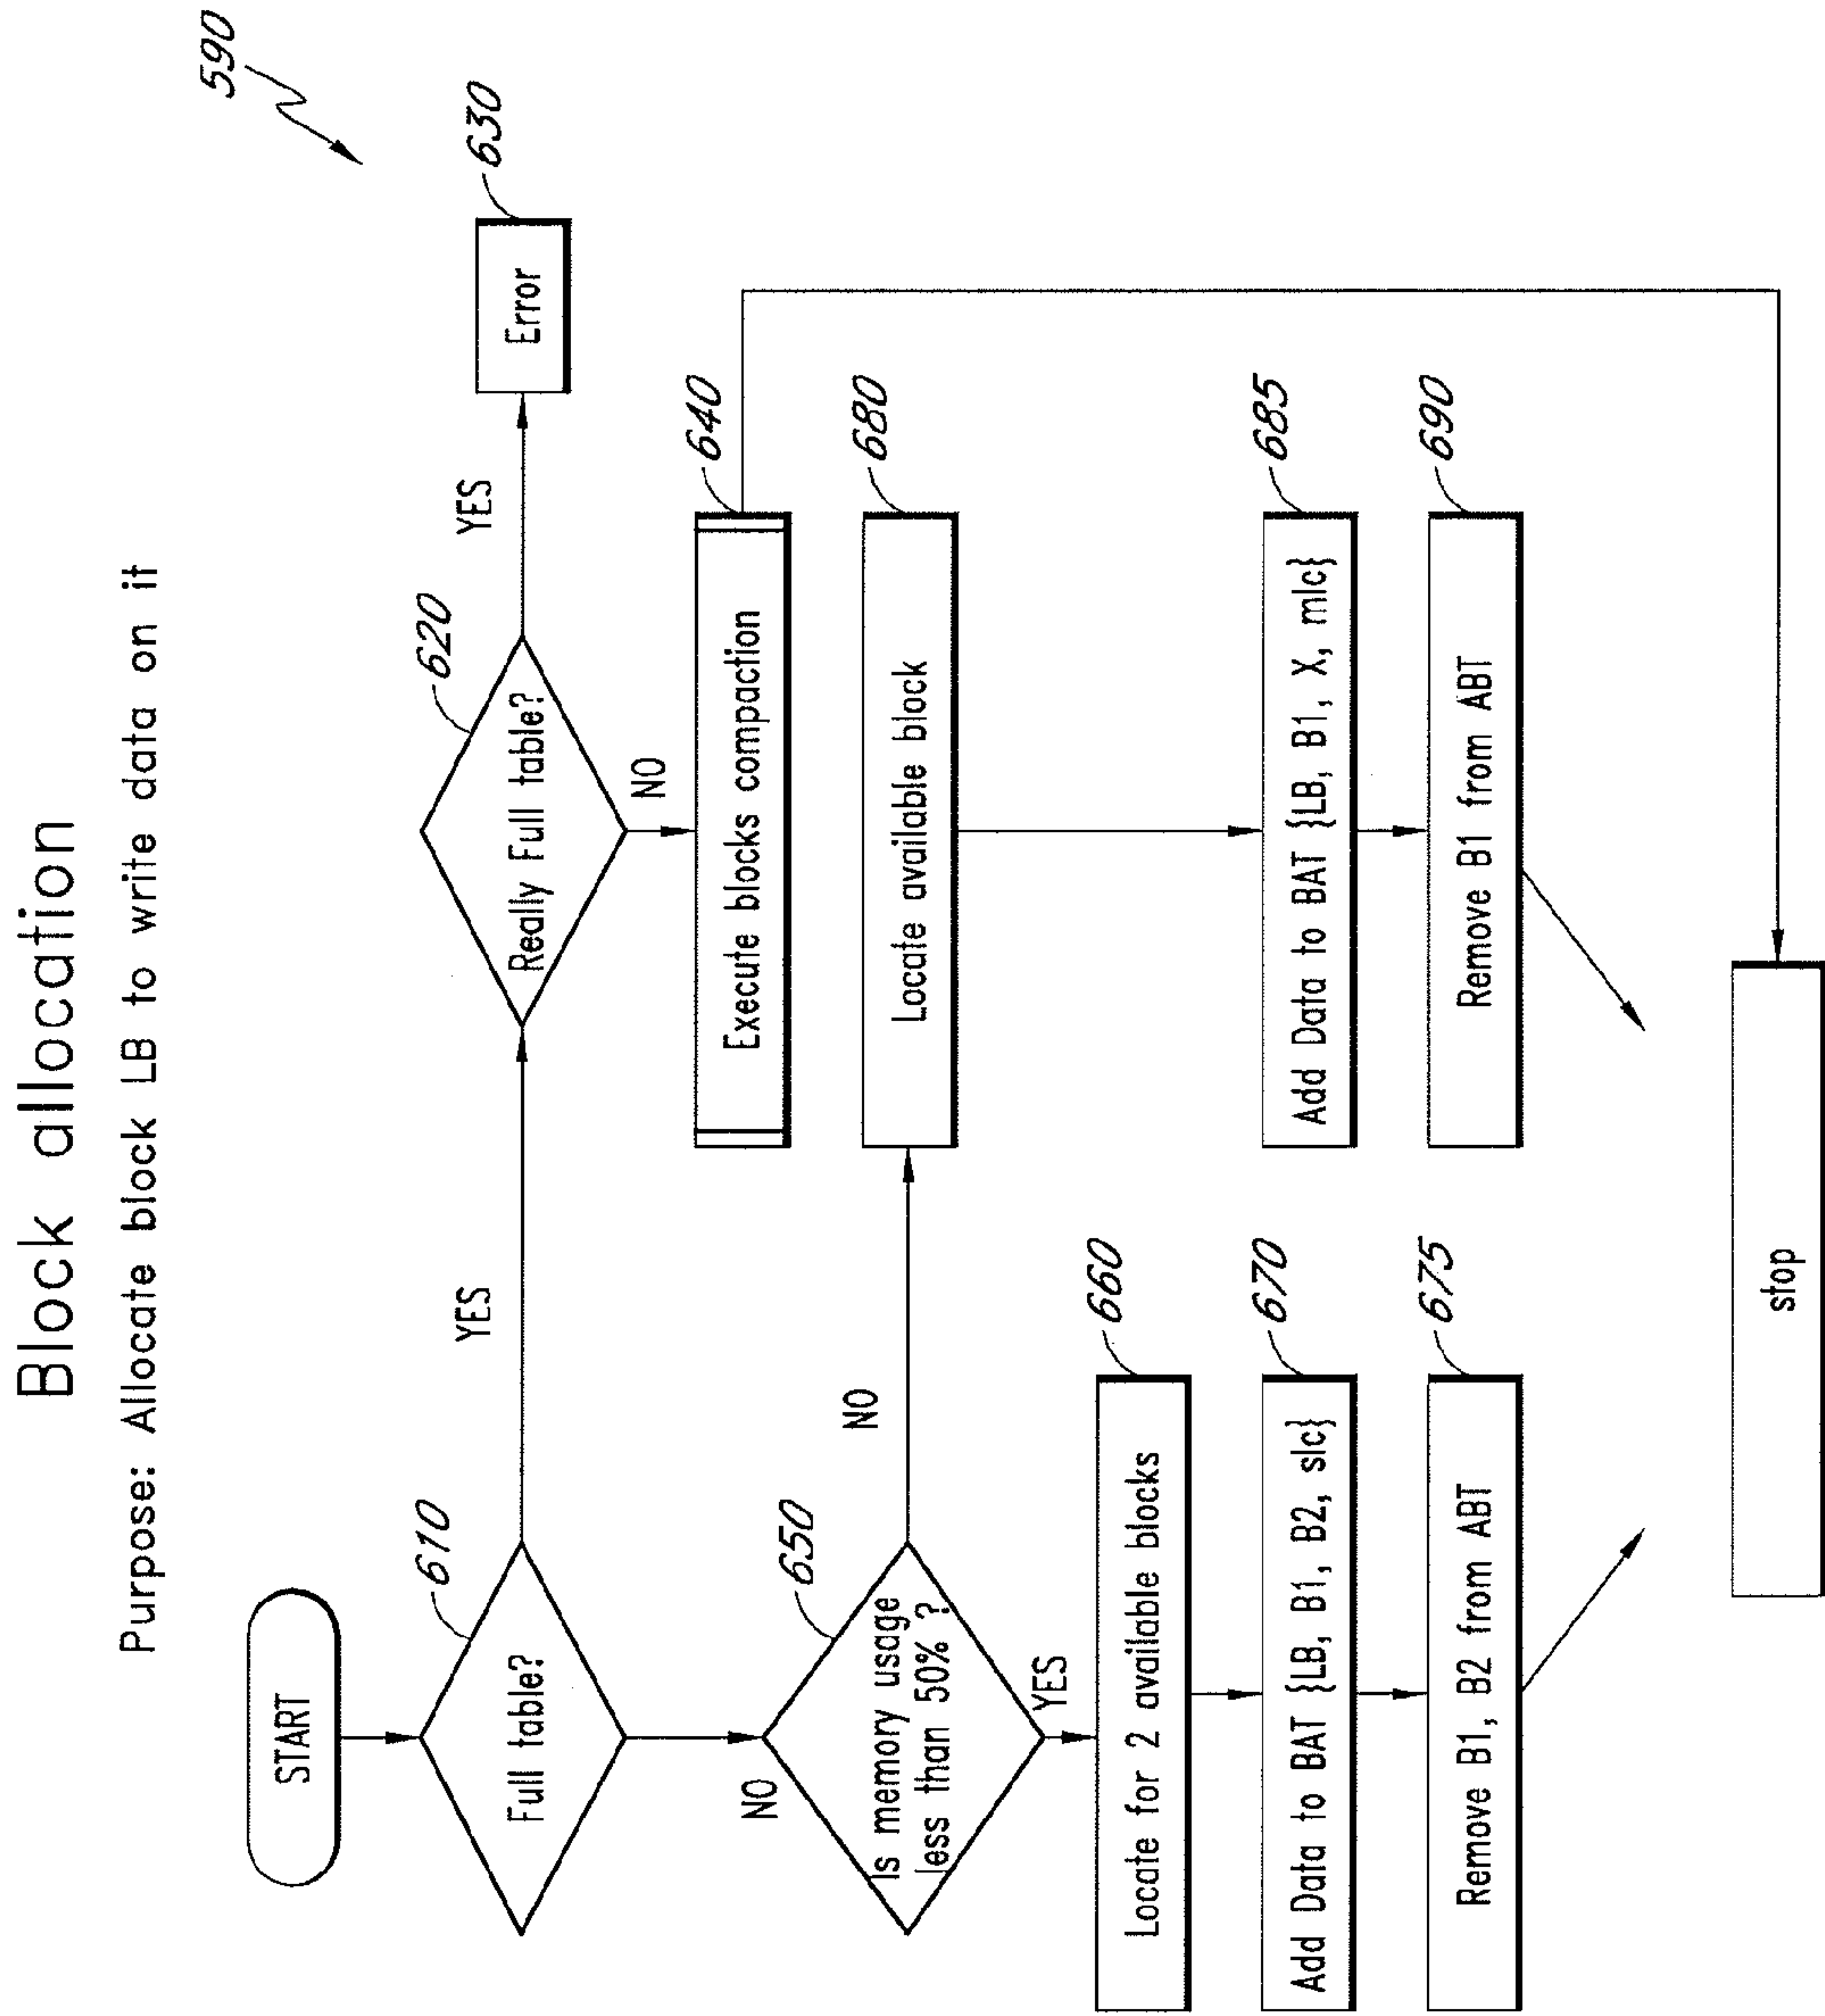 Block allocation
Purpose: Allocate block LB to write data on it
590
START
610
Full table?
YES
620
Really Full table?
YES
630
Error
NO
NO
640
Execute blocks compaction
650
Is memory usage
less than 50% ?
NO
680
Locate available block
YES
660
Locate for 2 available blocks
670
Add Data to BAT {LB, B1, B2, slc}
685
Add Data to BAT {LB, B1, X, mlc}
675
Remove B1, B2 from ABT
690
Remove B1 from ABT
stop